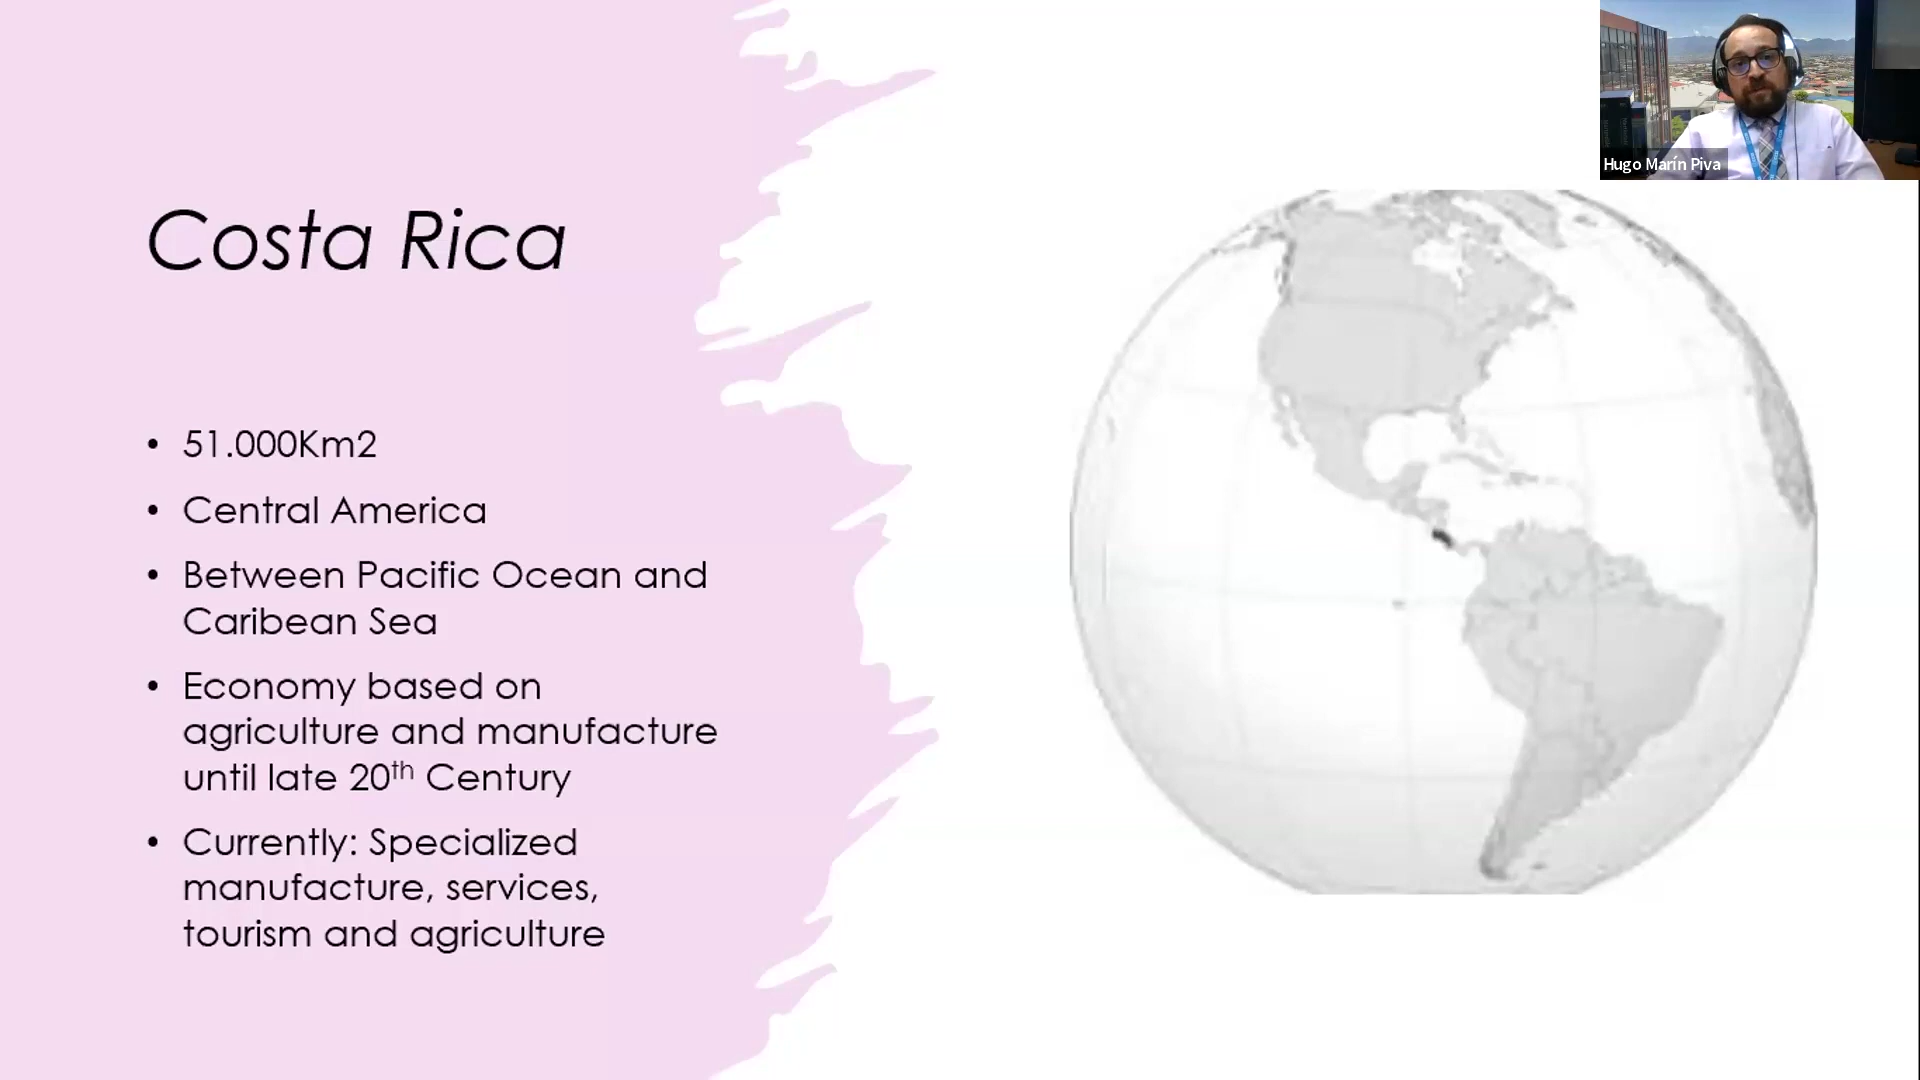 Costa Rica
• 51.000Km2
• Central America
• Between Pacific Ocean and
Caribean Sea
• Economy based on
agriculture and manufacture
until late 20th Century
• Currently: Specialized
manufacture, services,
tourism and agriculture
Hugo Marín Piva